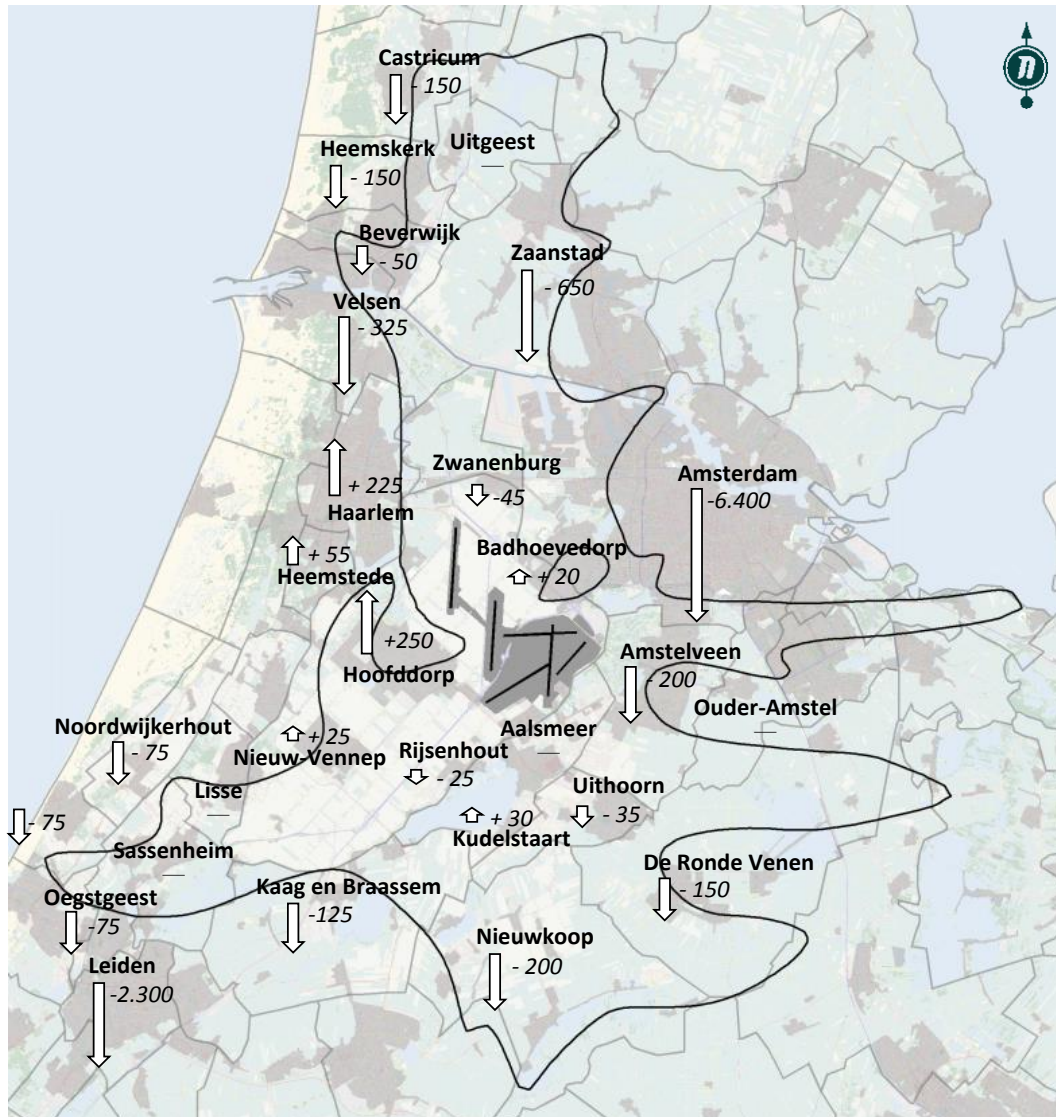 Castricum
- 150
Uitgeest
—
Heemskerk
- 150
Beverwijk
- 50
Zaanstad
- 650
Velsen
- 325
Zwanenburg
-45
Amsterdam
-6.400
+ 225
Haarlem
Badhoevedorp
+ 20
+ 55
Heemstede
+250
Hoofddorp
Amstelveen
- 200
Ouder-Amstel
—
Noordwijkerhout
- 75
+ 25
Nieuw-Vennep
Aalsmeer
—
Rijsenhout
- 25
Lisse
—
Uithoorn
- 35
+ 30
Kudelstaart
- 75
Sassenheim
—
De Ronde Venen
- 150
Oegstgeest
-75
Kaag en Braassem
-125
Nieuwkoop
- 200
Leiden
-2.300